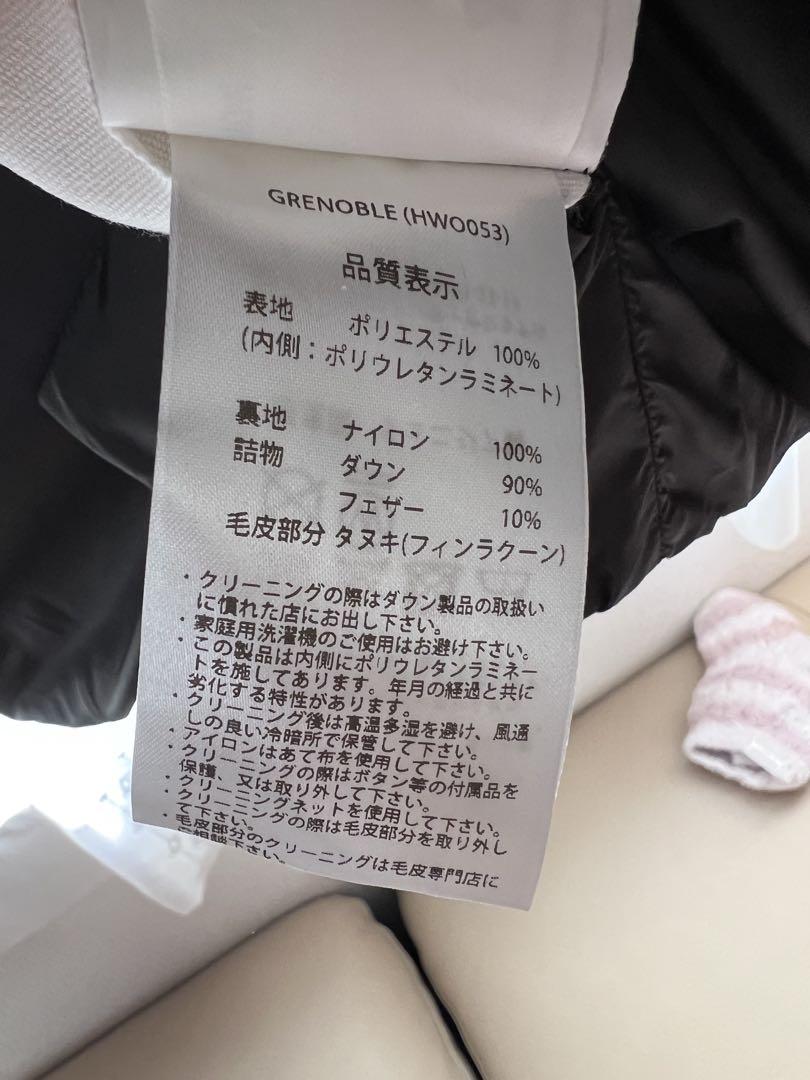 GRENOBLE (HWO053)
品質表示
表地 ポリエステル 100%
(内側：ポリウレタンラミネート)
裏地 ナイロン 100%
詰物 ダウン 90%
フェザー 10%
毛皮部分 タヌキ(フィンラクーン)
・クリーニングの際はダウン製品の取扱い
に慣れた店にお出し下さい。
・家庭用洗濯機のご使用はお避け下さい。
・この製品は内側にポリウレタンラミネー
トを施してあります。年月の経過と共に
劣化する特性があります。
・クリーニング後は高温多湿を避け、風通
しの良い冷暗所で保管して下さい。
・アイロンはあて布を使用して下さい。
・クリーニングの際はボタン等の付属品を
保護、又は取り外して下さい。
・クリーニングネットを使用して下さい。
・クリーニングの際は毛皮部分を取り外し
て下さい。
・毛皮部分のクリーニングは毛皮専門店に
ご相談下さい。